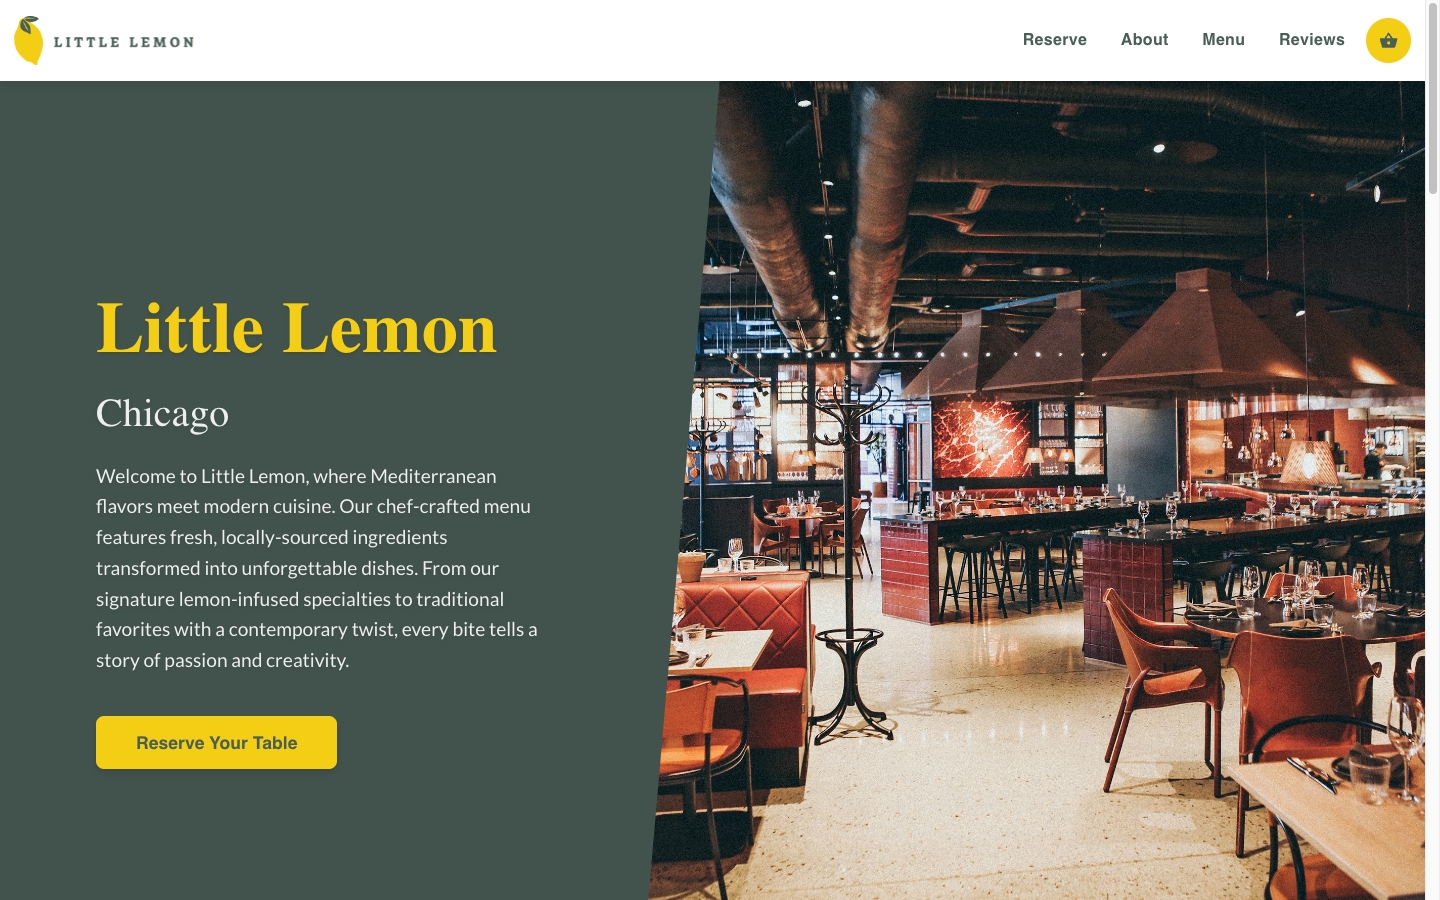 LITTLE LEMON
Reserve
About
Menu
Reviews
Little Lemon
Chicago
Welcome to Little Lemon, where Mediterranean
flavors meet modern cuisine. Our chef-crafted menu
features fresh, locally-sourced ingredients
transformed into unforgettable dishes. From our
signature lemon-infused specialties to traditional
favorites with a contemporary twist, every bite tells a
story of passion and creativity.
Reserve Your Table